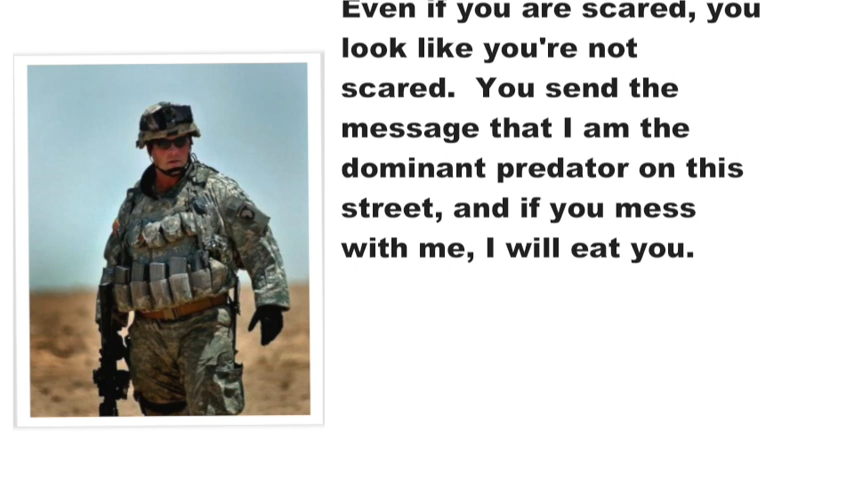 Even if you are scared, you
look like you're not
scared.  You send the
message that I am the
dominant predator on this
street, and if you mess
with me, I will eat you.